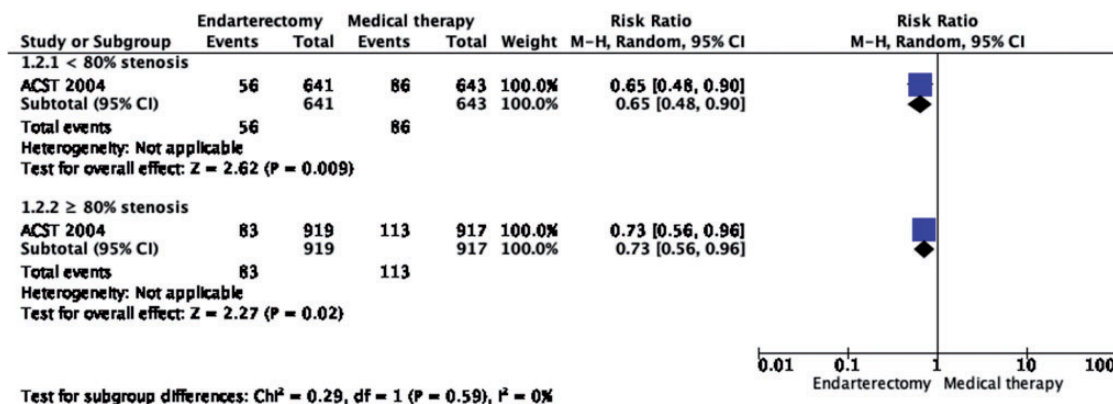 Endarterectomy Medical therapy Risk Ratio Risk Ratio
Study or Subgroup Events Total Events Total Weight M-H, Random, 95% CI M-H, Random, 95% CI
1.2.1 < 80% stenosis
ACST 2004 56 641 86 643 100.0% 0.65 [0.48, 0.90]
Subtotal (95% CI) 641 643 100.0% 0.65 [0.48, 0.90]
Total events 56 86
Heterogeneity: Not applicable
Test for overall effect: Z = 2.62 (P = 0.009)
1.2.2 ≥ 80% stenosis
ACST 2004 83 919 113 917 100.0% 0.73 [0.56, 0.96]
Subtotal (95% CI) 919 917 100.0% 0.73 [0.56, 0.96]
Total events 83 113
Heterogeneity: Not applicable
Test for overall effect: Z = 2.27 (P = 0.02)
0.01 0.1 1 10 100
Endarterectomy Medical therapy
Test for subgroup differences: Chi² = 0.29, df = 1 (P = 0.59), I² = 0%